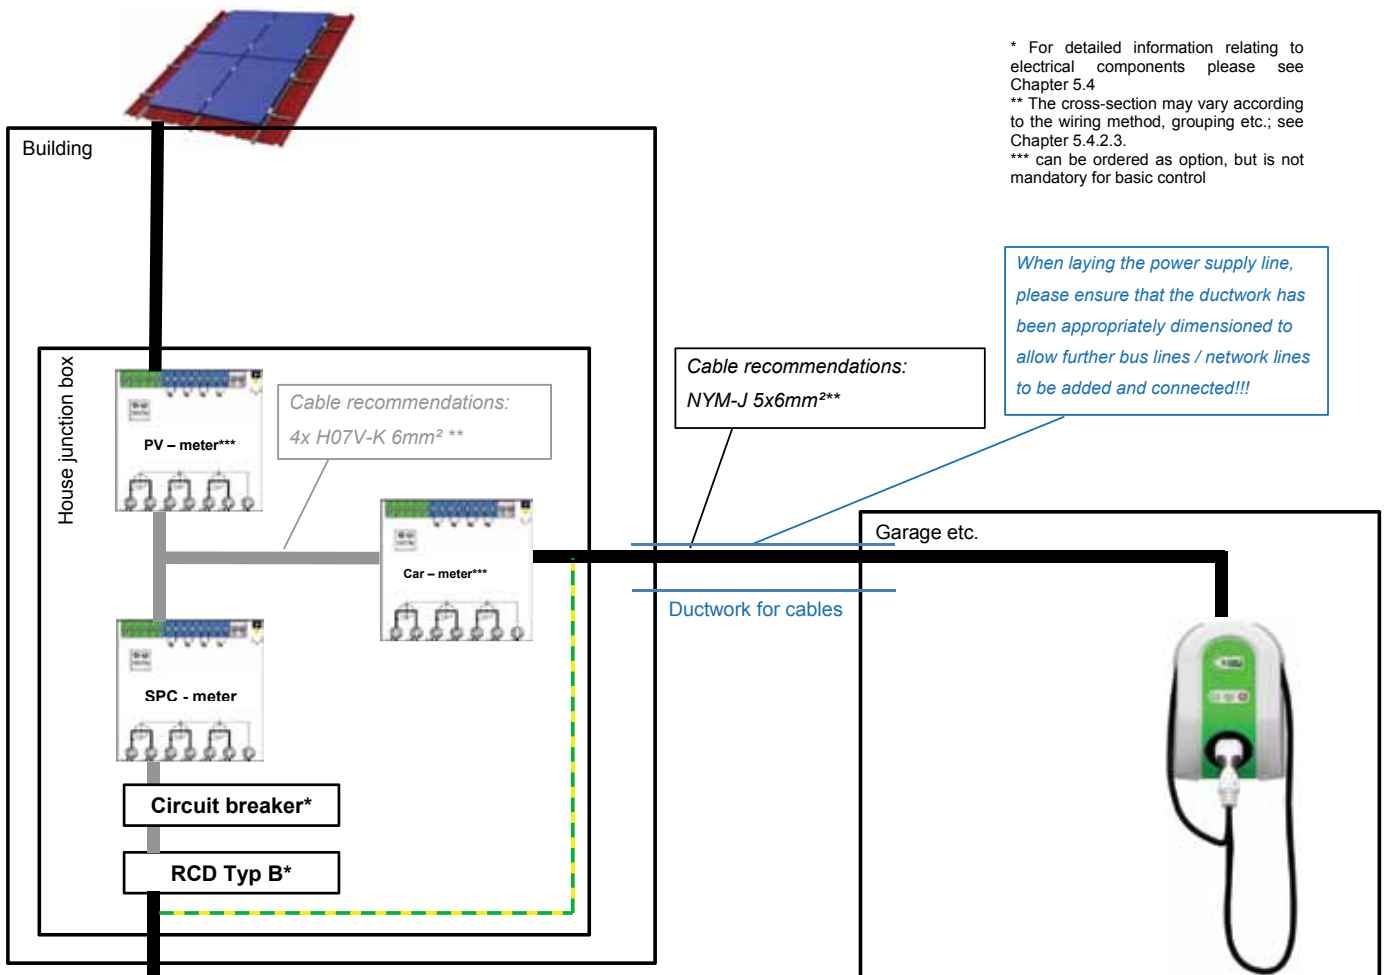 * For detailed information relating to
electrical components please see
Chapter 5.4
** The cross-section may vary according
to the wiring method, grouping etc.; see
Chapter 5.4.2.3.
*** can be ordered as option, but is not
mandatory for basic control
Building
When laying the power supply line,
please ensure that the ductwork has
been appropriately dimensioned to
allow further bus lines / network lines
to be added and connected!!!
House junction box
Cable recommendations:
NYM-J 5x6mm²**
Cable recommendations:
4x H07V-K 6mm² **
PV – meter***
Garage etc.
Car – meter***
Ductwork for cables
SPC - meter
Circuit breaker*
RCD Typ B*